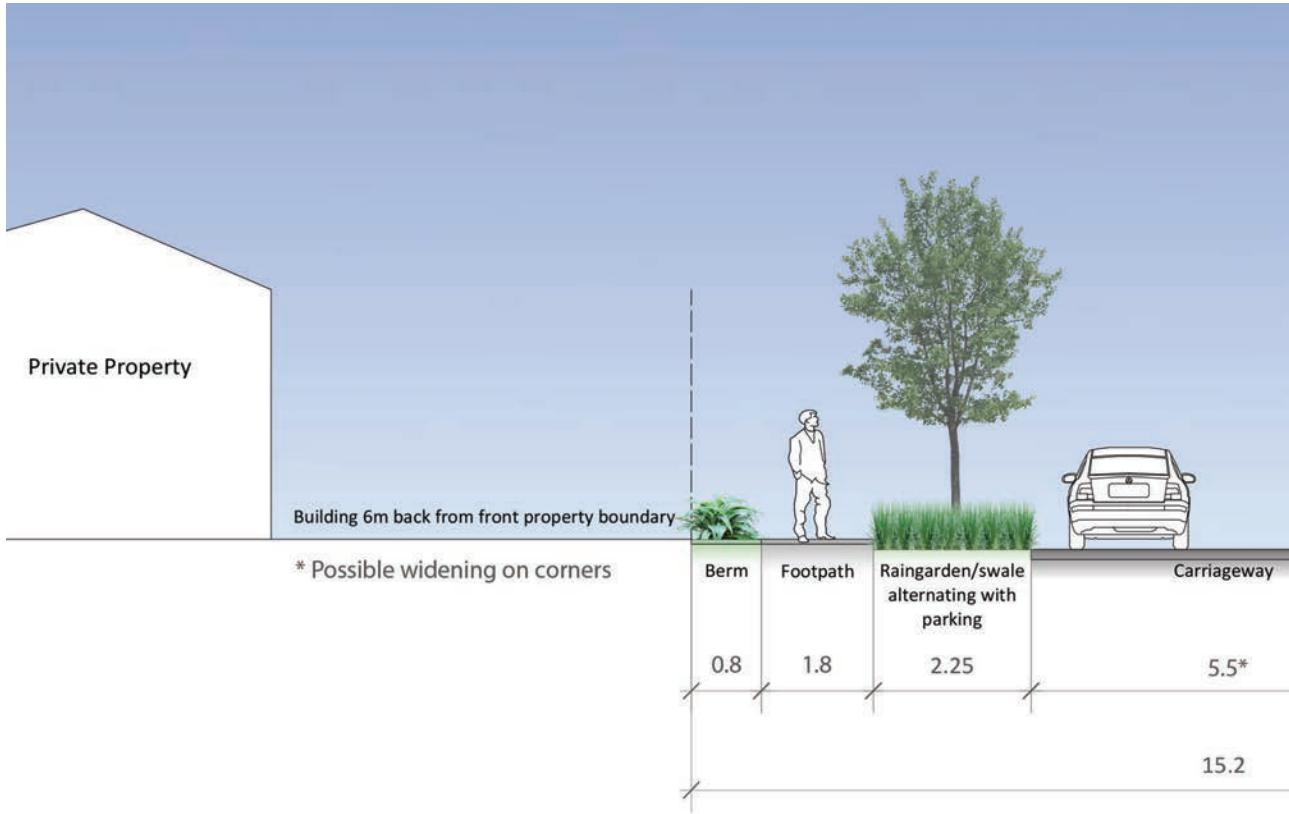 Private Property
Building 6m back from front property boundary
* Possible widening on corners
Berm
Footpath
Raingarden/swale
alternating with
parking
Carriageway
0.8
1.8
2.25
5.5*
15.2